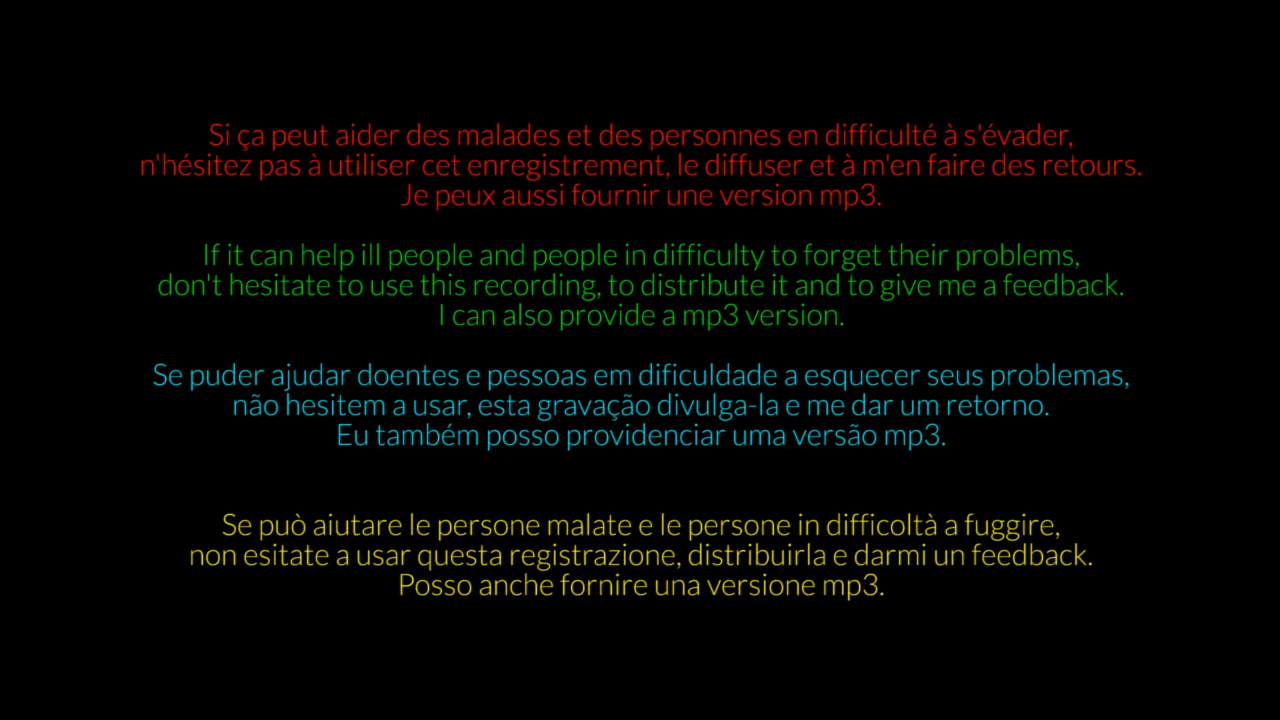 Si ça peut aider des malades et des personnes en difficulté à s'évader,
n'hésitez pas à utiliser cet enregistrement, le diffuser et à m'en faire des retours.
Je peux aussi fournir une version mp3.
If it can help ill people and people in difficulty to forget their problems,
don't hesitate to use this recording, to distribute it and to give me a feedback.
I can also provide a mp3 version.
Se puder ajudar doentes e pessoas em dificuldade a esquecer seus problemas,
não hesitem a usar, esta gravação divulga-la e me dar um retorno.
Eu também posso providenciar uma versão mp3.
Se può aiutare le persone malate e le persone in difficoltà a fuggire,
non esitate a usar questa registrazione, distribuirla e darmi un feedback.
Posso anche fornire una versione mp3.